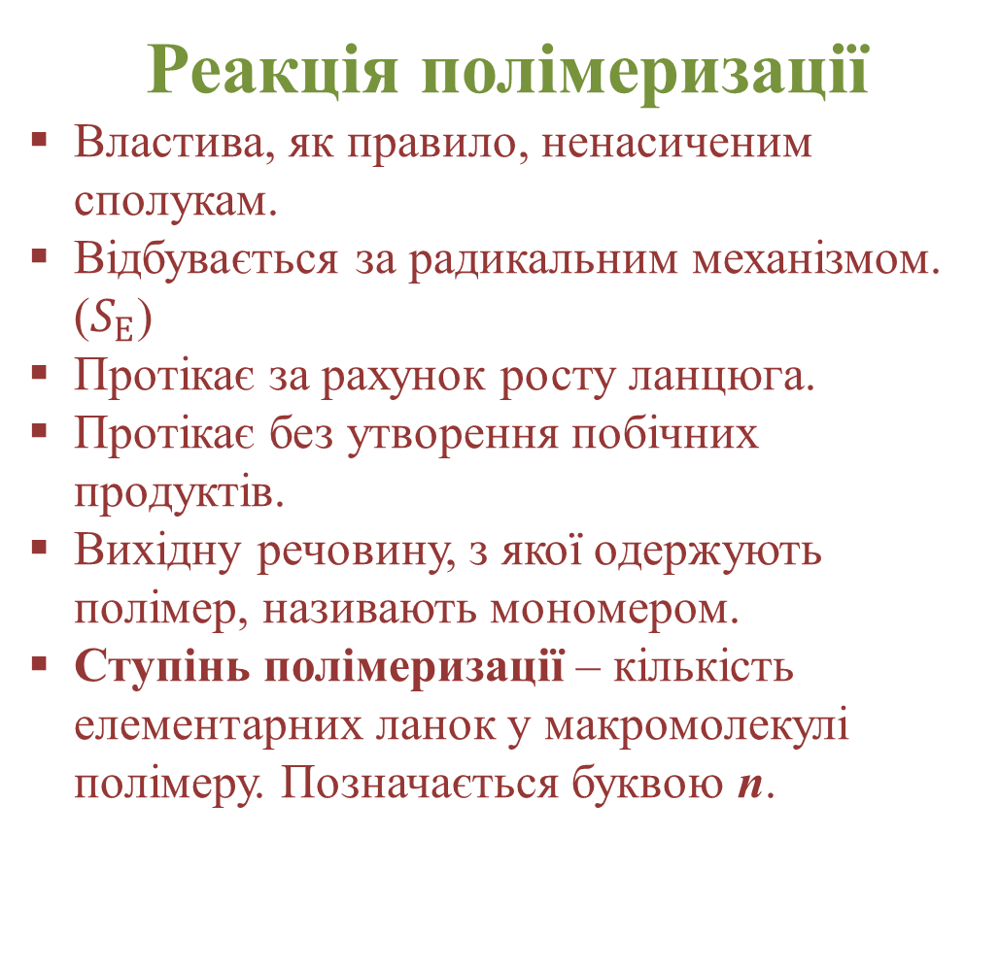 Реакція полімеризації
▪ Властива, як правило, ненасиченим
сполукам.
▪ Відбувається за радикальним механізмом.
(S_E)
▪ Протікає за рахунок росту ланцюга.
▪ Протікає без утворення побічних
продуктів.
▪ Вихідну речовину, з якої одержують
полімер, називають мономером.
▪ Ступінь полімеризації – кількість
елементарних ланок у макромолекулі
полімеру. Позначається буквою n.